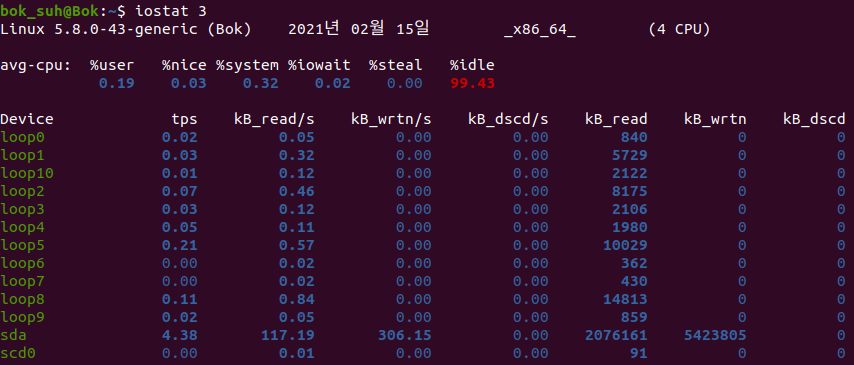 bok_suh@Bok:~$ iostat 3
Linux 5.8.0-43-generic (Bok) 2021년 02월 15일 _x86_64_ (4 CPU)
avg-cpu: %user %nice %system %iowait %steal %idle
0.19 0.03 0.32 0.02 0.00 99.43
Device tps kB_read/s kB_wrtn/s kB_dscd/s kB_read kB_wrtn kB_dscd
loop0 0.02 0.05 0.00 0.00 840 0 0
loop1 0.03 0.32 0.00 0.00 5729 0 0
loop10 0.01 0.12 0.00 0.00 2122 0 0
loop2 0.07 0.46 0.00 0.00 8175 0 0
loop3 0.03 0.12 0.00 0.00 2106 0 0
loop4 0.05 0.11 0.00 0.00 1980 0 0
loop5 0.21 0.57 0.00 0.00 10029 0 0
loop6 0.00 0.02 0.00 0.00 362 0 0
loop7 0.00 0.02 0.00 0.00 430 0 0
loop8 0.11 0.84 0.00 0.00 14813 0 0
loop9 0.02 0.05 0.00 0.00 859 0 0
sda 4.38 117.19 306.15 0.00 2076161 5423805 0
scd0 0.00 0.01 0.00 0.00 91 0 0